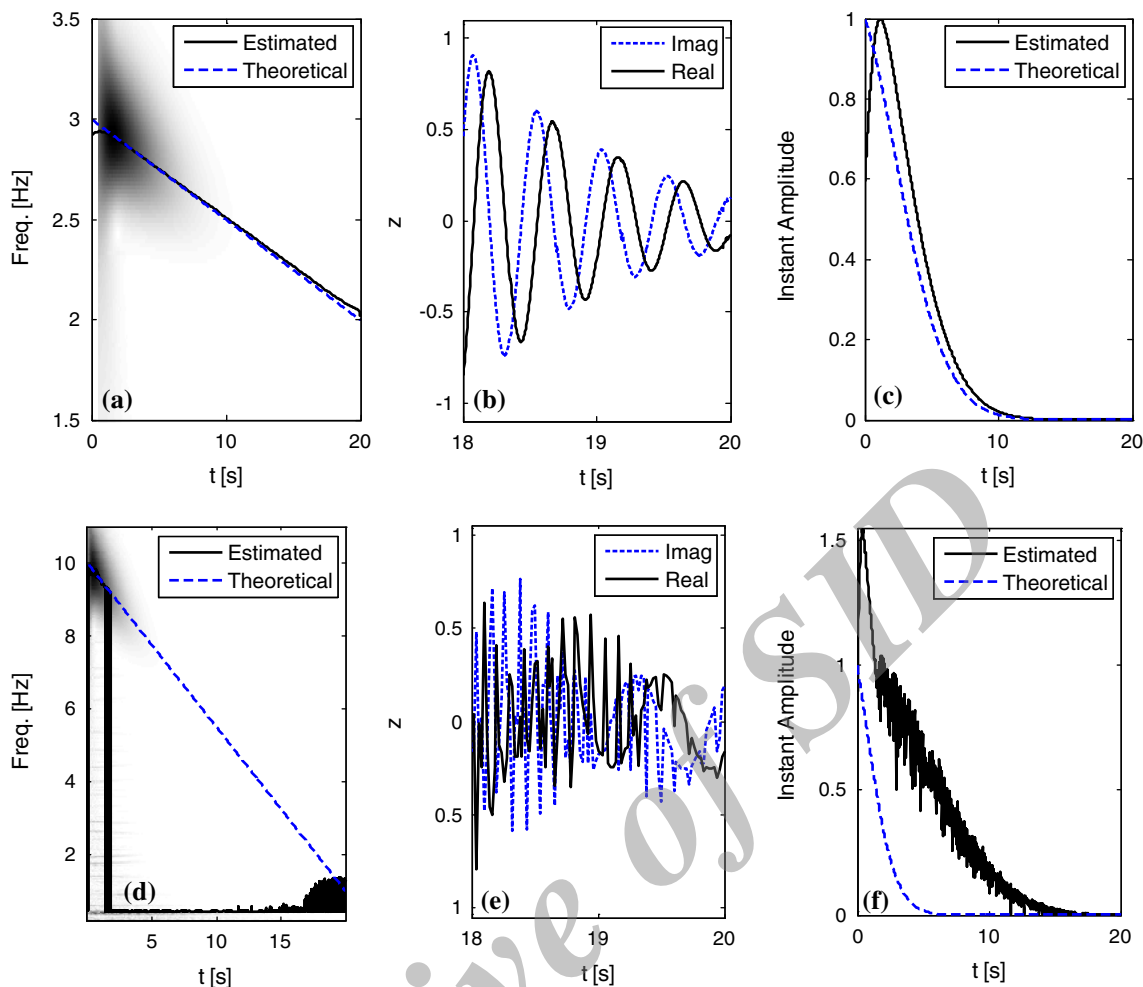 3.5
3
2.5
2
1.5
Freq. [Hz]
Estimated
Theoretical
(a)
0
10
20
t [s]
1
0.5
0
-0.5
-1
z
Imag
Real
(b)
18
19
20
t [s]
1
0.8
0.6
0.4
0.2
0
Instant Amplitude
Estimated
Theoretical
(c)
0
10
20
t [s]
10
8
6
4
2
Freq. [Hz]
Estimated
Theoretical
(d)
5
10
15
t [s]
1
0.5
0
0.5
1
z
Imag
Real
(e)
18
19
20
t [s]
1.5
1
0.5
0
Instant Amplitude
Estimated
Theoretical
(f)
0
10
20
t [s]
ive of SID